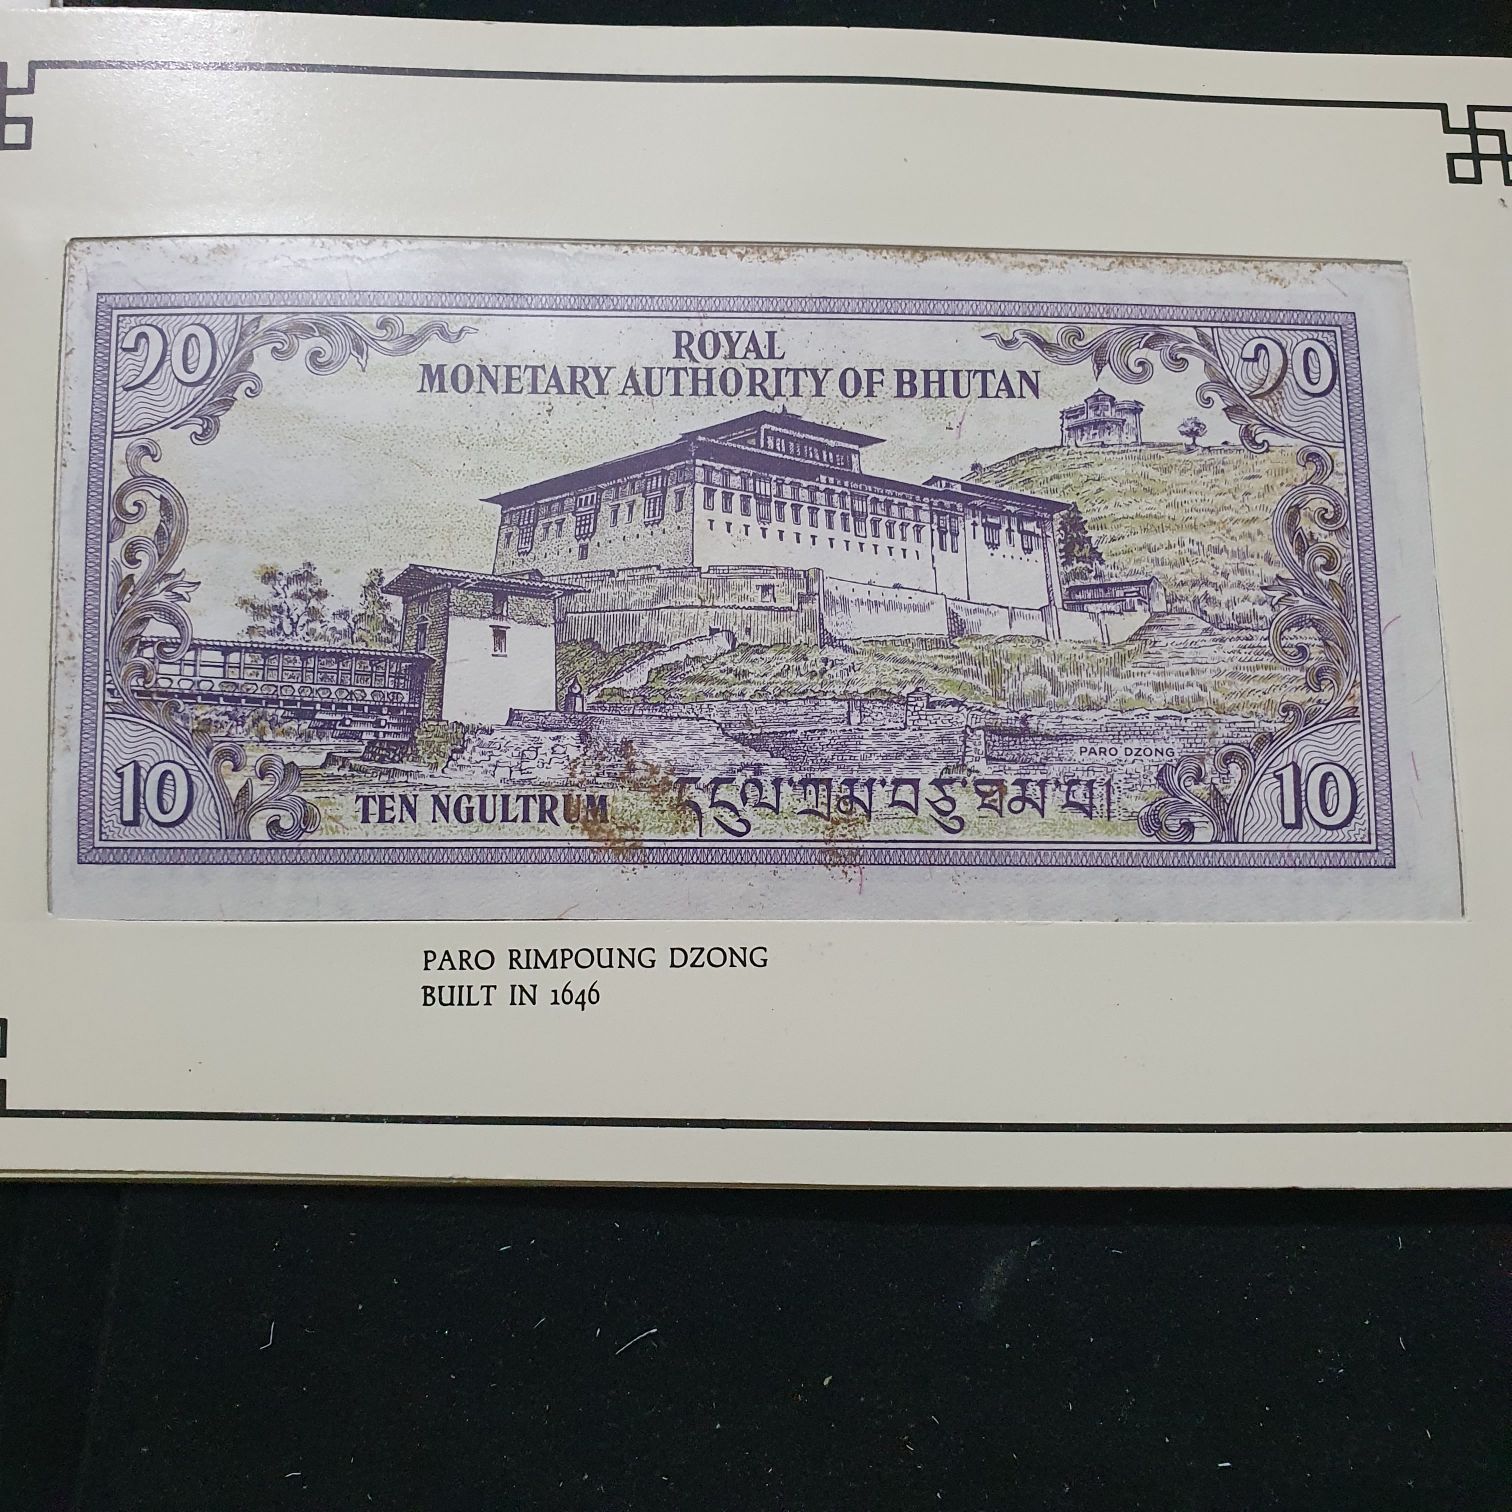 ༡༠
ROYAL
༡༠
MONETARY AUTHORITY OF BHUTAN
PARO DZONG
10
TEN NGULTRUM
དངུལ་ཀྲམ་བཅུ་ཐམ་པ།
10
PARO RIMPOUNG DZONG
BUILT IN 1646